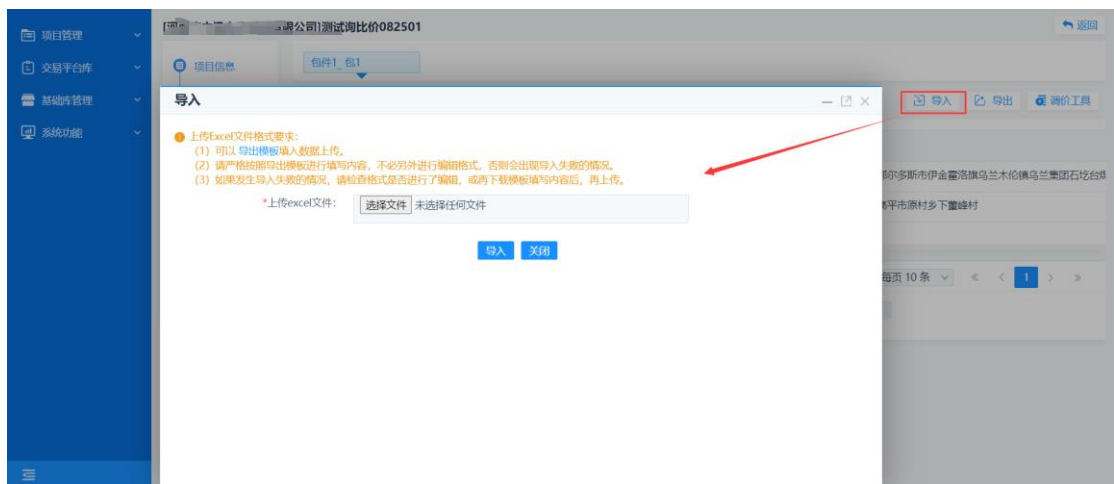 项目管理
交易平台库
基础库管理
系统功能
限公司]测试询比价082501
返回
项目信息
包件1_包1
导入
导出
调价工具
导入
上传Excel文件格式要求：
(1) 可以 导出模板填入数据上传。
(2) 请严格按照导出模板进行填写内容，不必另外进行编辑格式，否则会出现导入失败的情况。
(3) 如果发生导入失败的情况，请检查格式是否进行了编辑，或再下载模板填写内容后，再上传。
*上传excel文件：
选择文件 未选择任何文件
导入
关闭
尔多斯市伊金霍洛旗乌兰木伦镇乌兰集团石圪台煤
平市原村乡下董峰村
每页 10 条
1